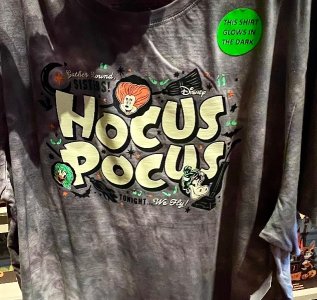 THIS SHIRT
GLOWS IN
THE DARK
Gather 'Round,
SISTERS!
Disney
HOCUS
POCUS
TONIGHT, We Fly!